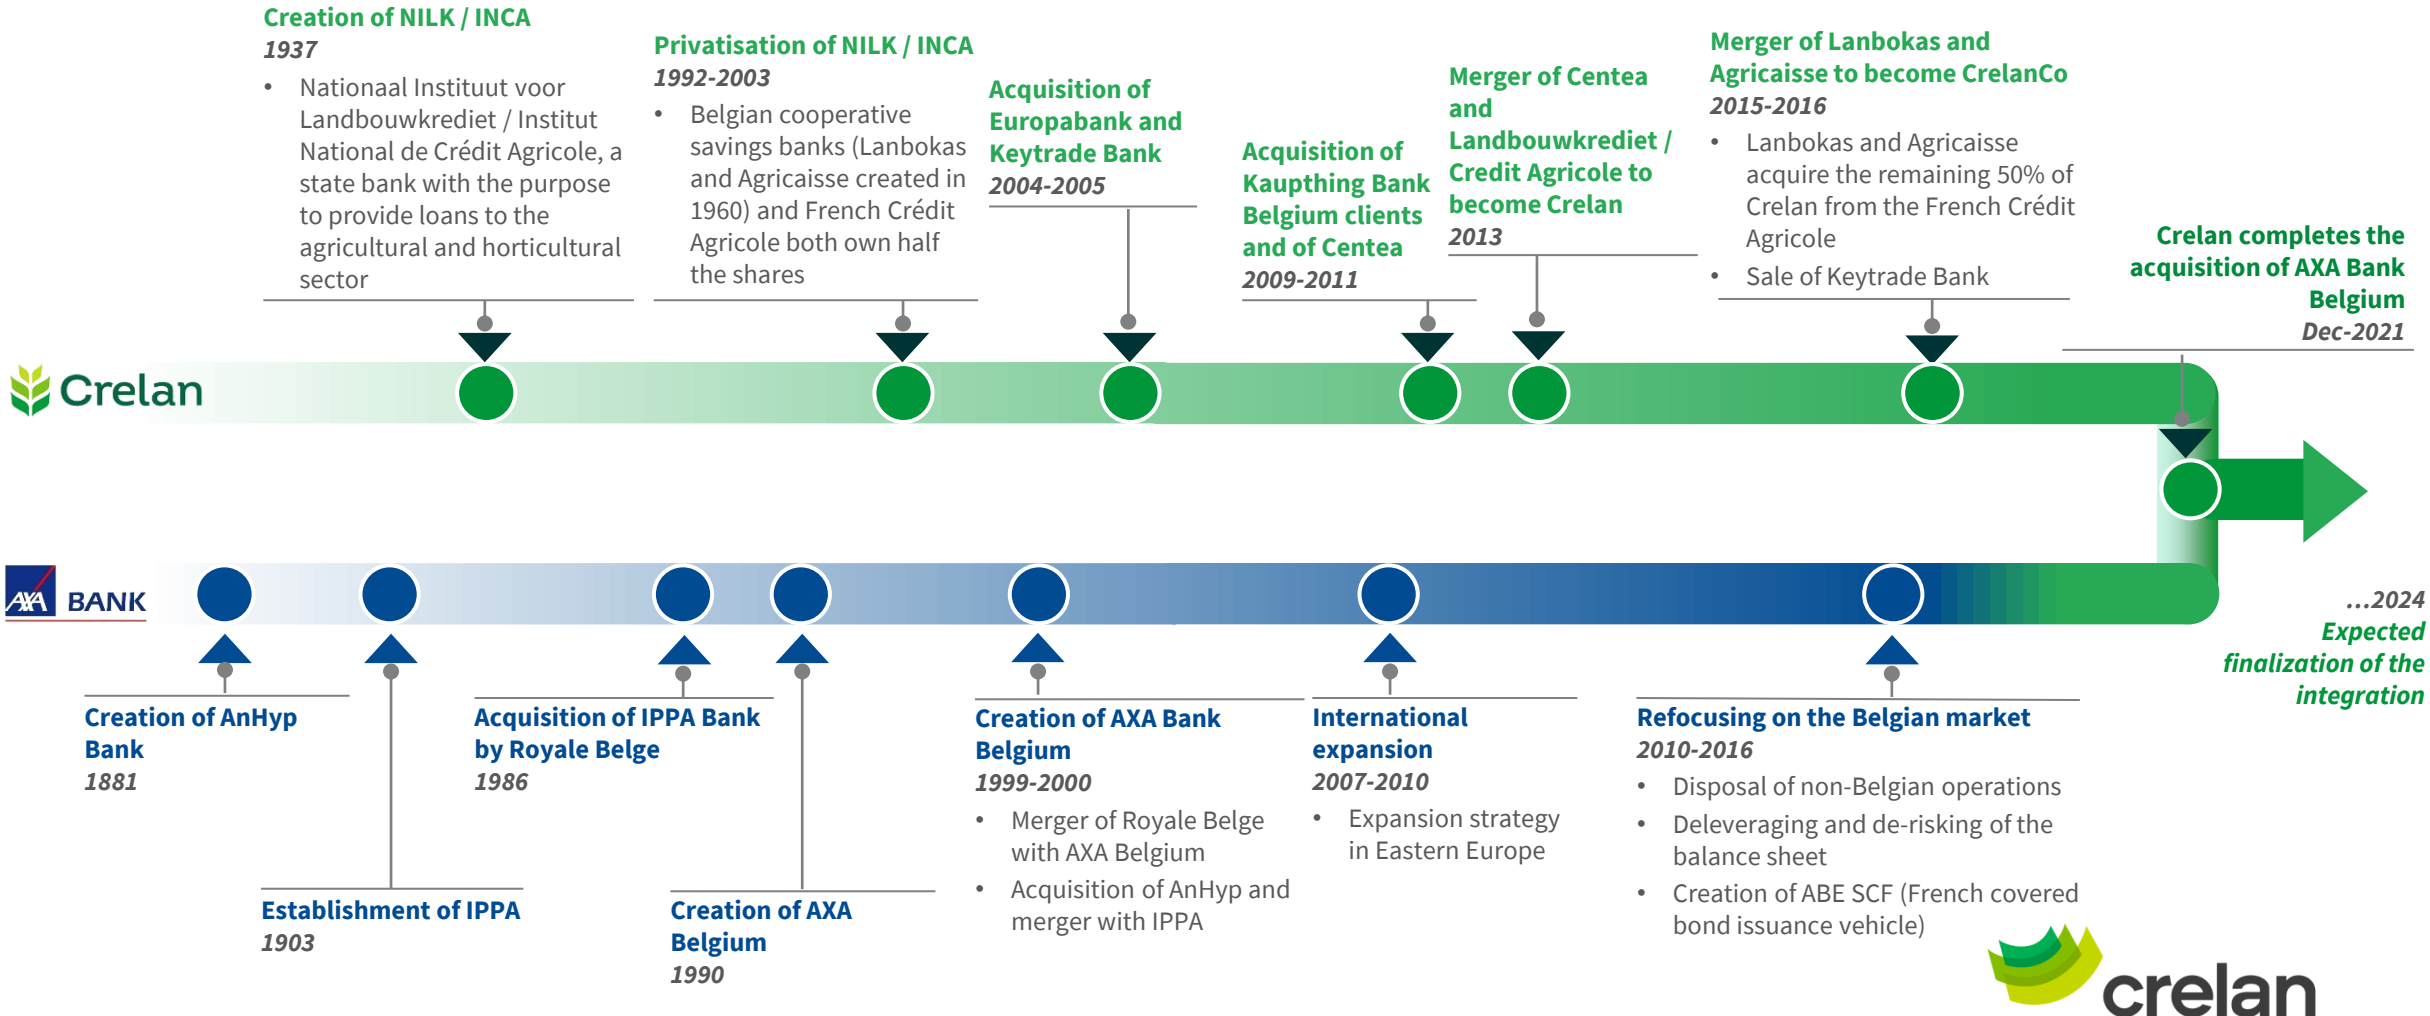 Creation of NILK / INCA
1937
• Nationaal Instituut voor
Landbouwkrediet / Institut
National de Crédit Agricole, a
state bank with the purpose
to provide loans to the
agricultural and horticultural
sector
Privatisation of NILK / INCA
1992-2003
• Belgian cooperative
savings banks (Lanbokas
and Agricaisse created in
1960) and French Crédit
Agricole both own half
the shares
Acquisition of
Europabank and
Keytrade Bank
2004-2005
Acquisition of
Kaupthing Bank
Belgium clients
and of Centea
2009-2011
Merger of Centea
and
Landbouwkrediet /
Credit Agricole to
become Crelan
2013
Merger of Lanbokas and
Agricaisse to become CrelanCo
2015-2016
• Lanbokas and Agricaisse
acquire the remaining 50% of
Crelan from the French Crédit
Agricole
• Sale of Keytrade Bank
Crelan completes the
acquisition of AXA Bank
Belgium
Dec-2021
Crelan
AXA BANK
...2024
Expected
finalization of the
integration
Creation of AnHyp
Bank
1881
Establishment of IPPA
1903
Acquisition of IPPA Bank
by Royale Belge
1986
Creation of AXA
Belgium
1990
Creation of AXA Bank
Belgium
1999-2000
• Merger of Royale Belge
with AXA Belgium
• Acquisition of AnHyp and
merger with IPPA
International
expansion
2007-2010
• Expansion strategy
in Eastern Europe
Refocusing on the Belgian market
2010-2016
• Disposal of non-Belgian operations
• Deleveraging and de-risking of the
balance sheet
• Creation of ABE SCF (French covered
bond issuance vehicle)
crelan